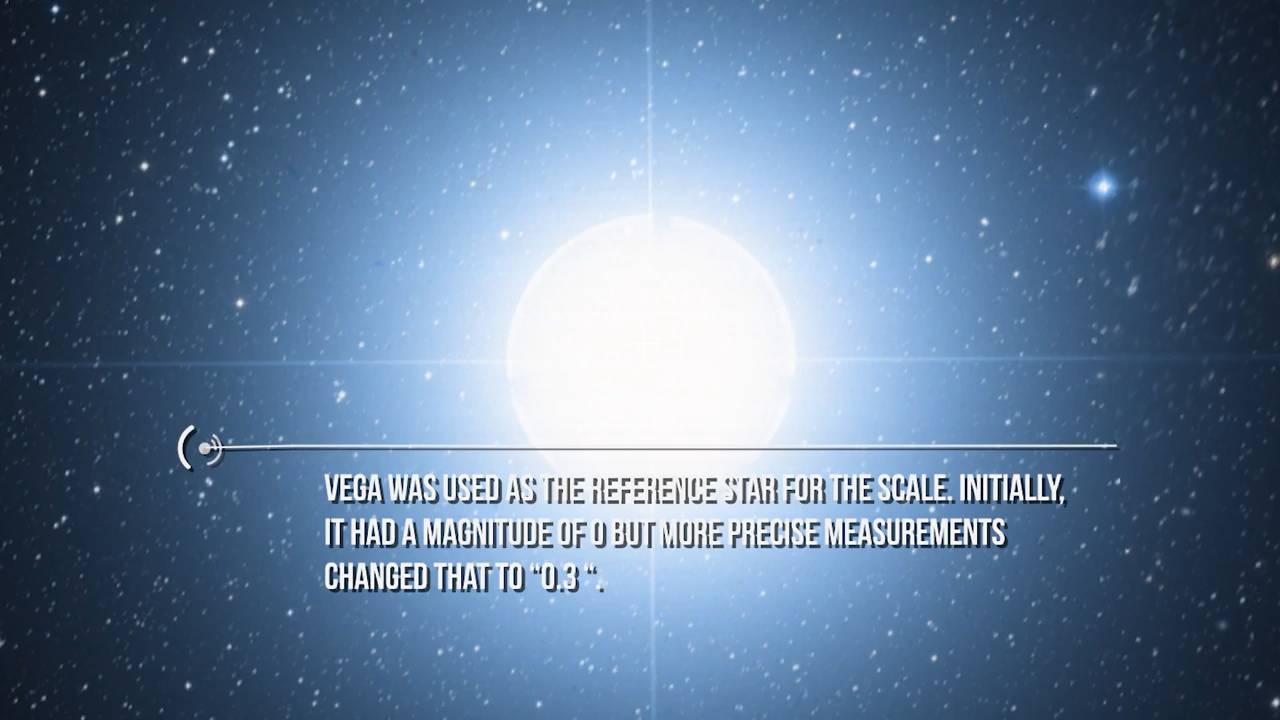 VEGA WAS USED AS THE REFERENCE STAR FOR THE SCALE. INITIALLY,
IT HAD A MAGNITUDE OF 0 BUT MORE PRECISE MEASUREMENTS
CHANGED THAT TO “0.3 “.